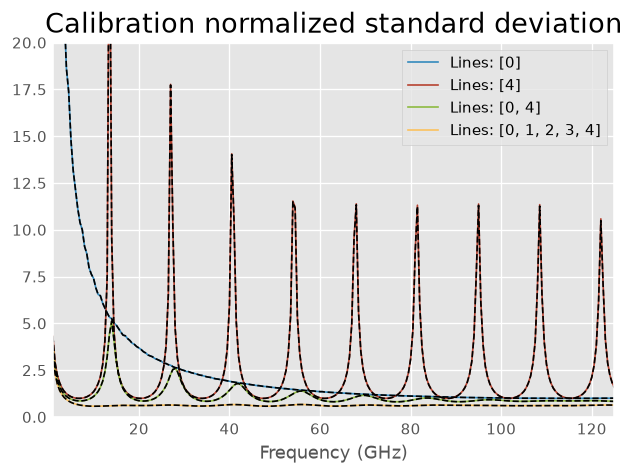 Calibration normalized standard deviation
20.0
17.5
15.0
12.5
10.0
7.5
5.0
2.5
0.0
Lines: [0]
Lines: [4]
Lines: [0, 4]
Lines: [0, 1, 2, 3, 4]
20 40 60 80 100 120
Frequency (GHz)